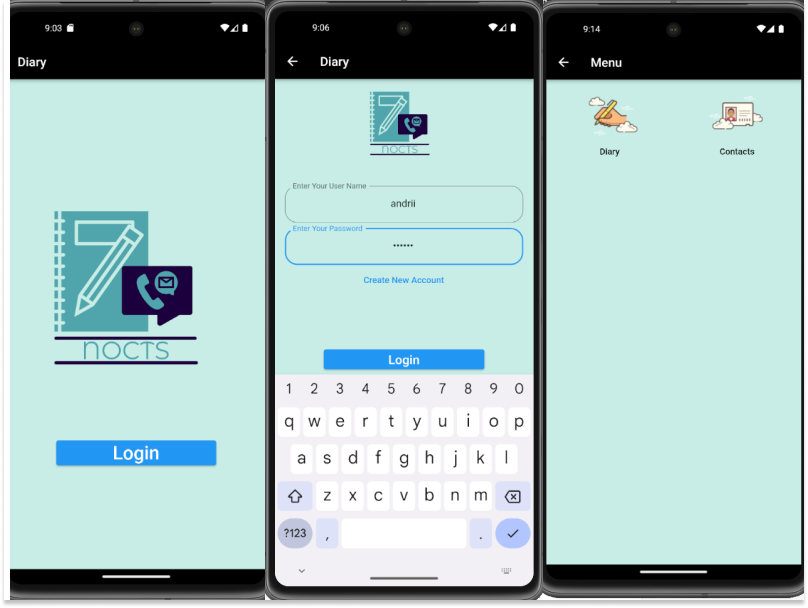 9:03
Diary
NOCTS
Login
9:06
Diary
NOCTS
Enter Your User Name
andrii
Enter Your Password
••••••
Create New Account
Login
1 2 3 4 5 6 7 8 9 0
q w e r t y u i o p
a s d f g h j k l
z x c v b n m
?123 , .
9:14
Menu
Diary Contacts